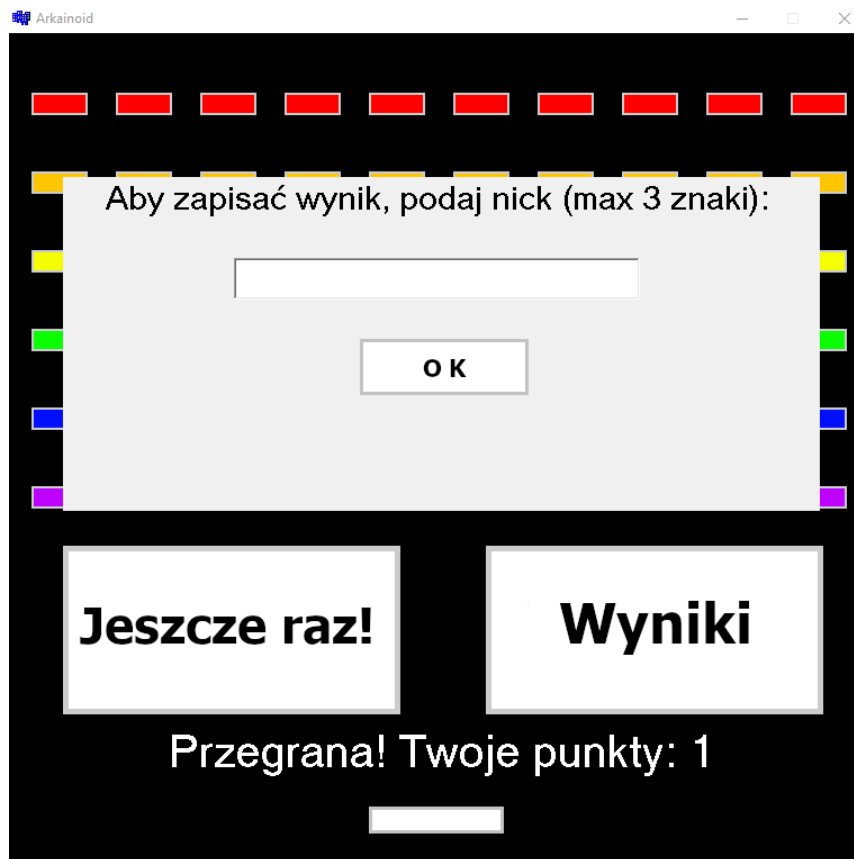 Arkainoid
Aby zapisać wynik, podaj nick (max 3 znaki):
O K
Jeszcze raz!
Wyniki
Przegrana! Twoje punkty: 1